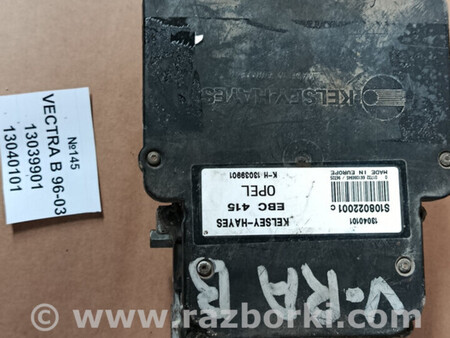 №145
VECTRA B 96-03
13039901
13040101
KELSEY-HAYES
KELSEY-HAYES
EBC 415
OPEL
K-H-13039901
13040101
S108022001 C
MADE IN EUROPE
V-RA
B
www.razborki.com